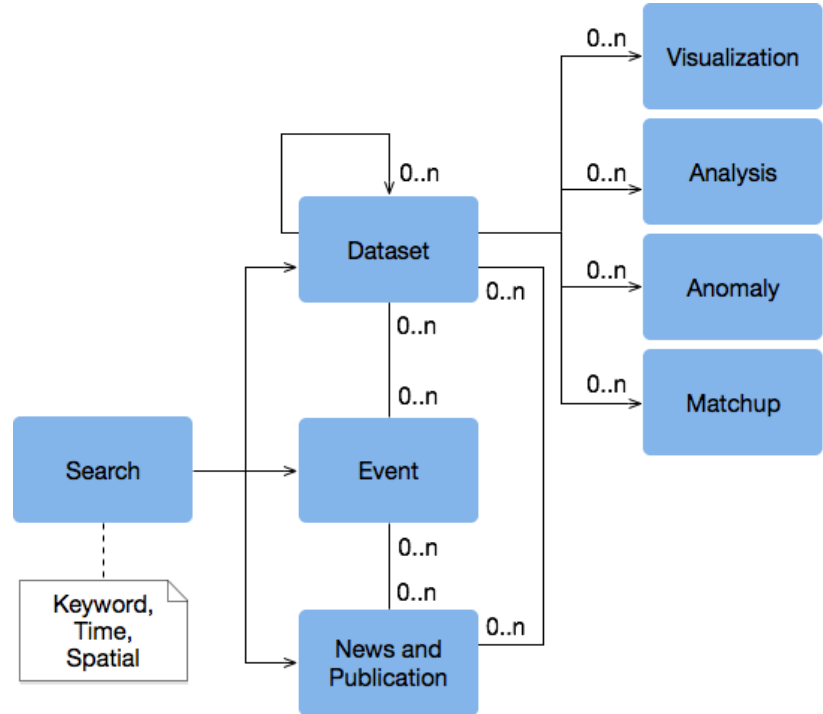 0..n
Visualization
0..n
Analysis
0..n
Dataset
0..n
0..n
0..n
Anomaly
0..n
0..n
Matchup
Search
Event
0..n
0..n
0..n
Keyword,
Time,
Spatial
News and
Publication